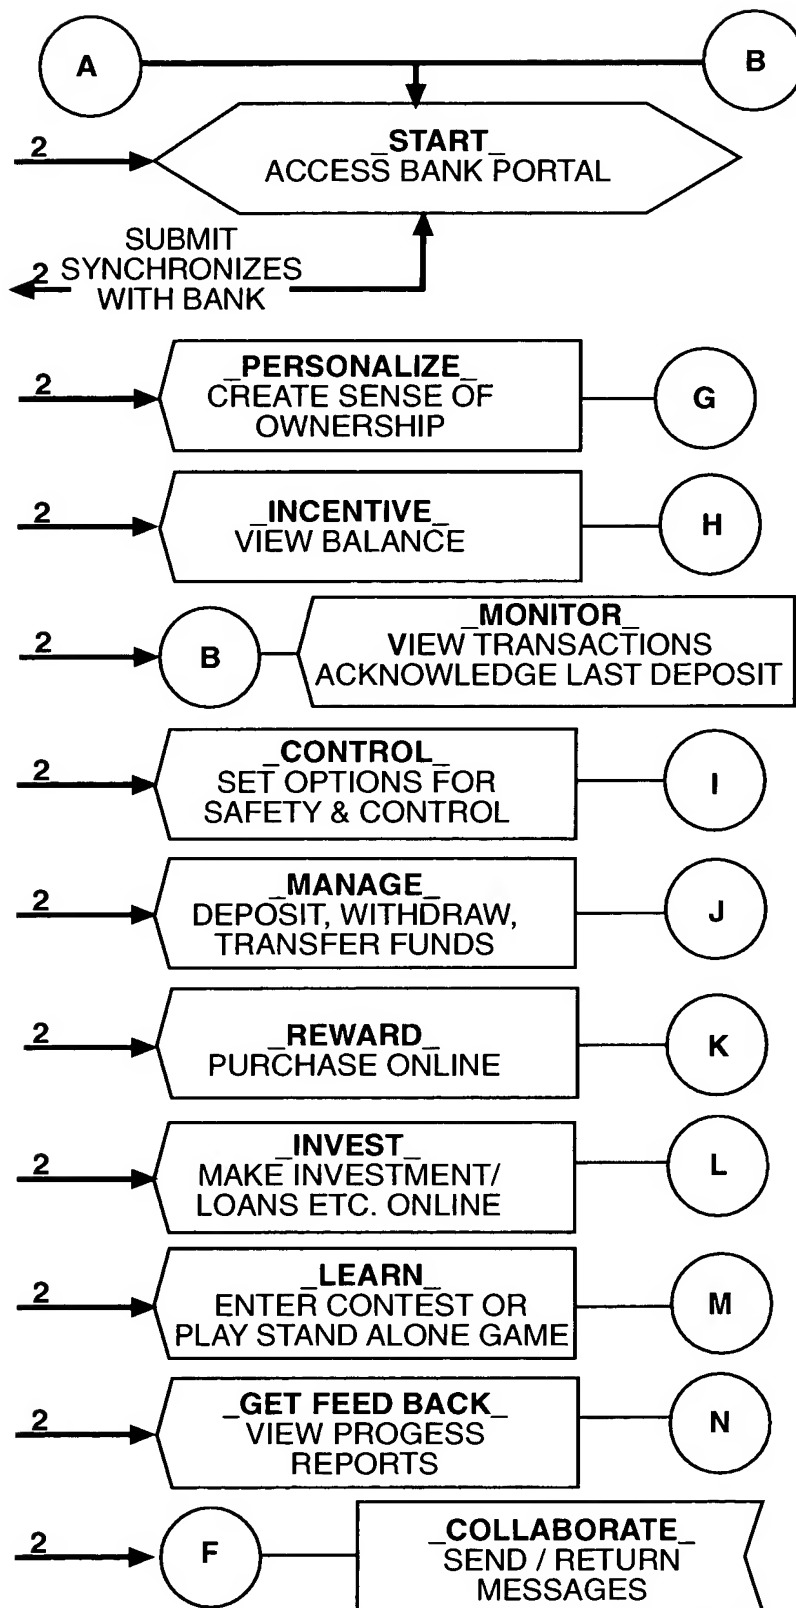 A
B
2
_START_
ACCESS BANK PORTAL
SUBMIT
2 SYNCHRONIZES
WITH BANK
2
_PERSONALIZE_
CREATE SENSE OF
OWNERSHIP
G
2
_INCENTIVE_
VIEW BALANCE
H
2
B
_MONITOR_
VIEW TRANSACTIONS
ACKNOWLEDGE LAST DEPOSIT
2
_CONTROL_
SET OPTIONS FOR
SAFETY & CONTROL
I
2
_MANAGE_
DEPOSIT, WITHDRAW,
TRANSFER FUNDS
J
2
_REWARD_
PURCHASE ONLINE
K
2
_INVEST_
MAKE INVESTMENT/
LOANS ETC. ONLINE
L
2
_LEARN_
ENTER CONTEST OR
PLAY STAND ALONE GAME
M
2
_GET FEED BACK_
VIEW PROGESS
REPORTS
N
2
F
_COLLABORATE_
SEND / RETURN
MESSAGES